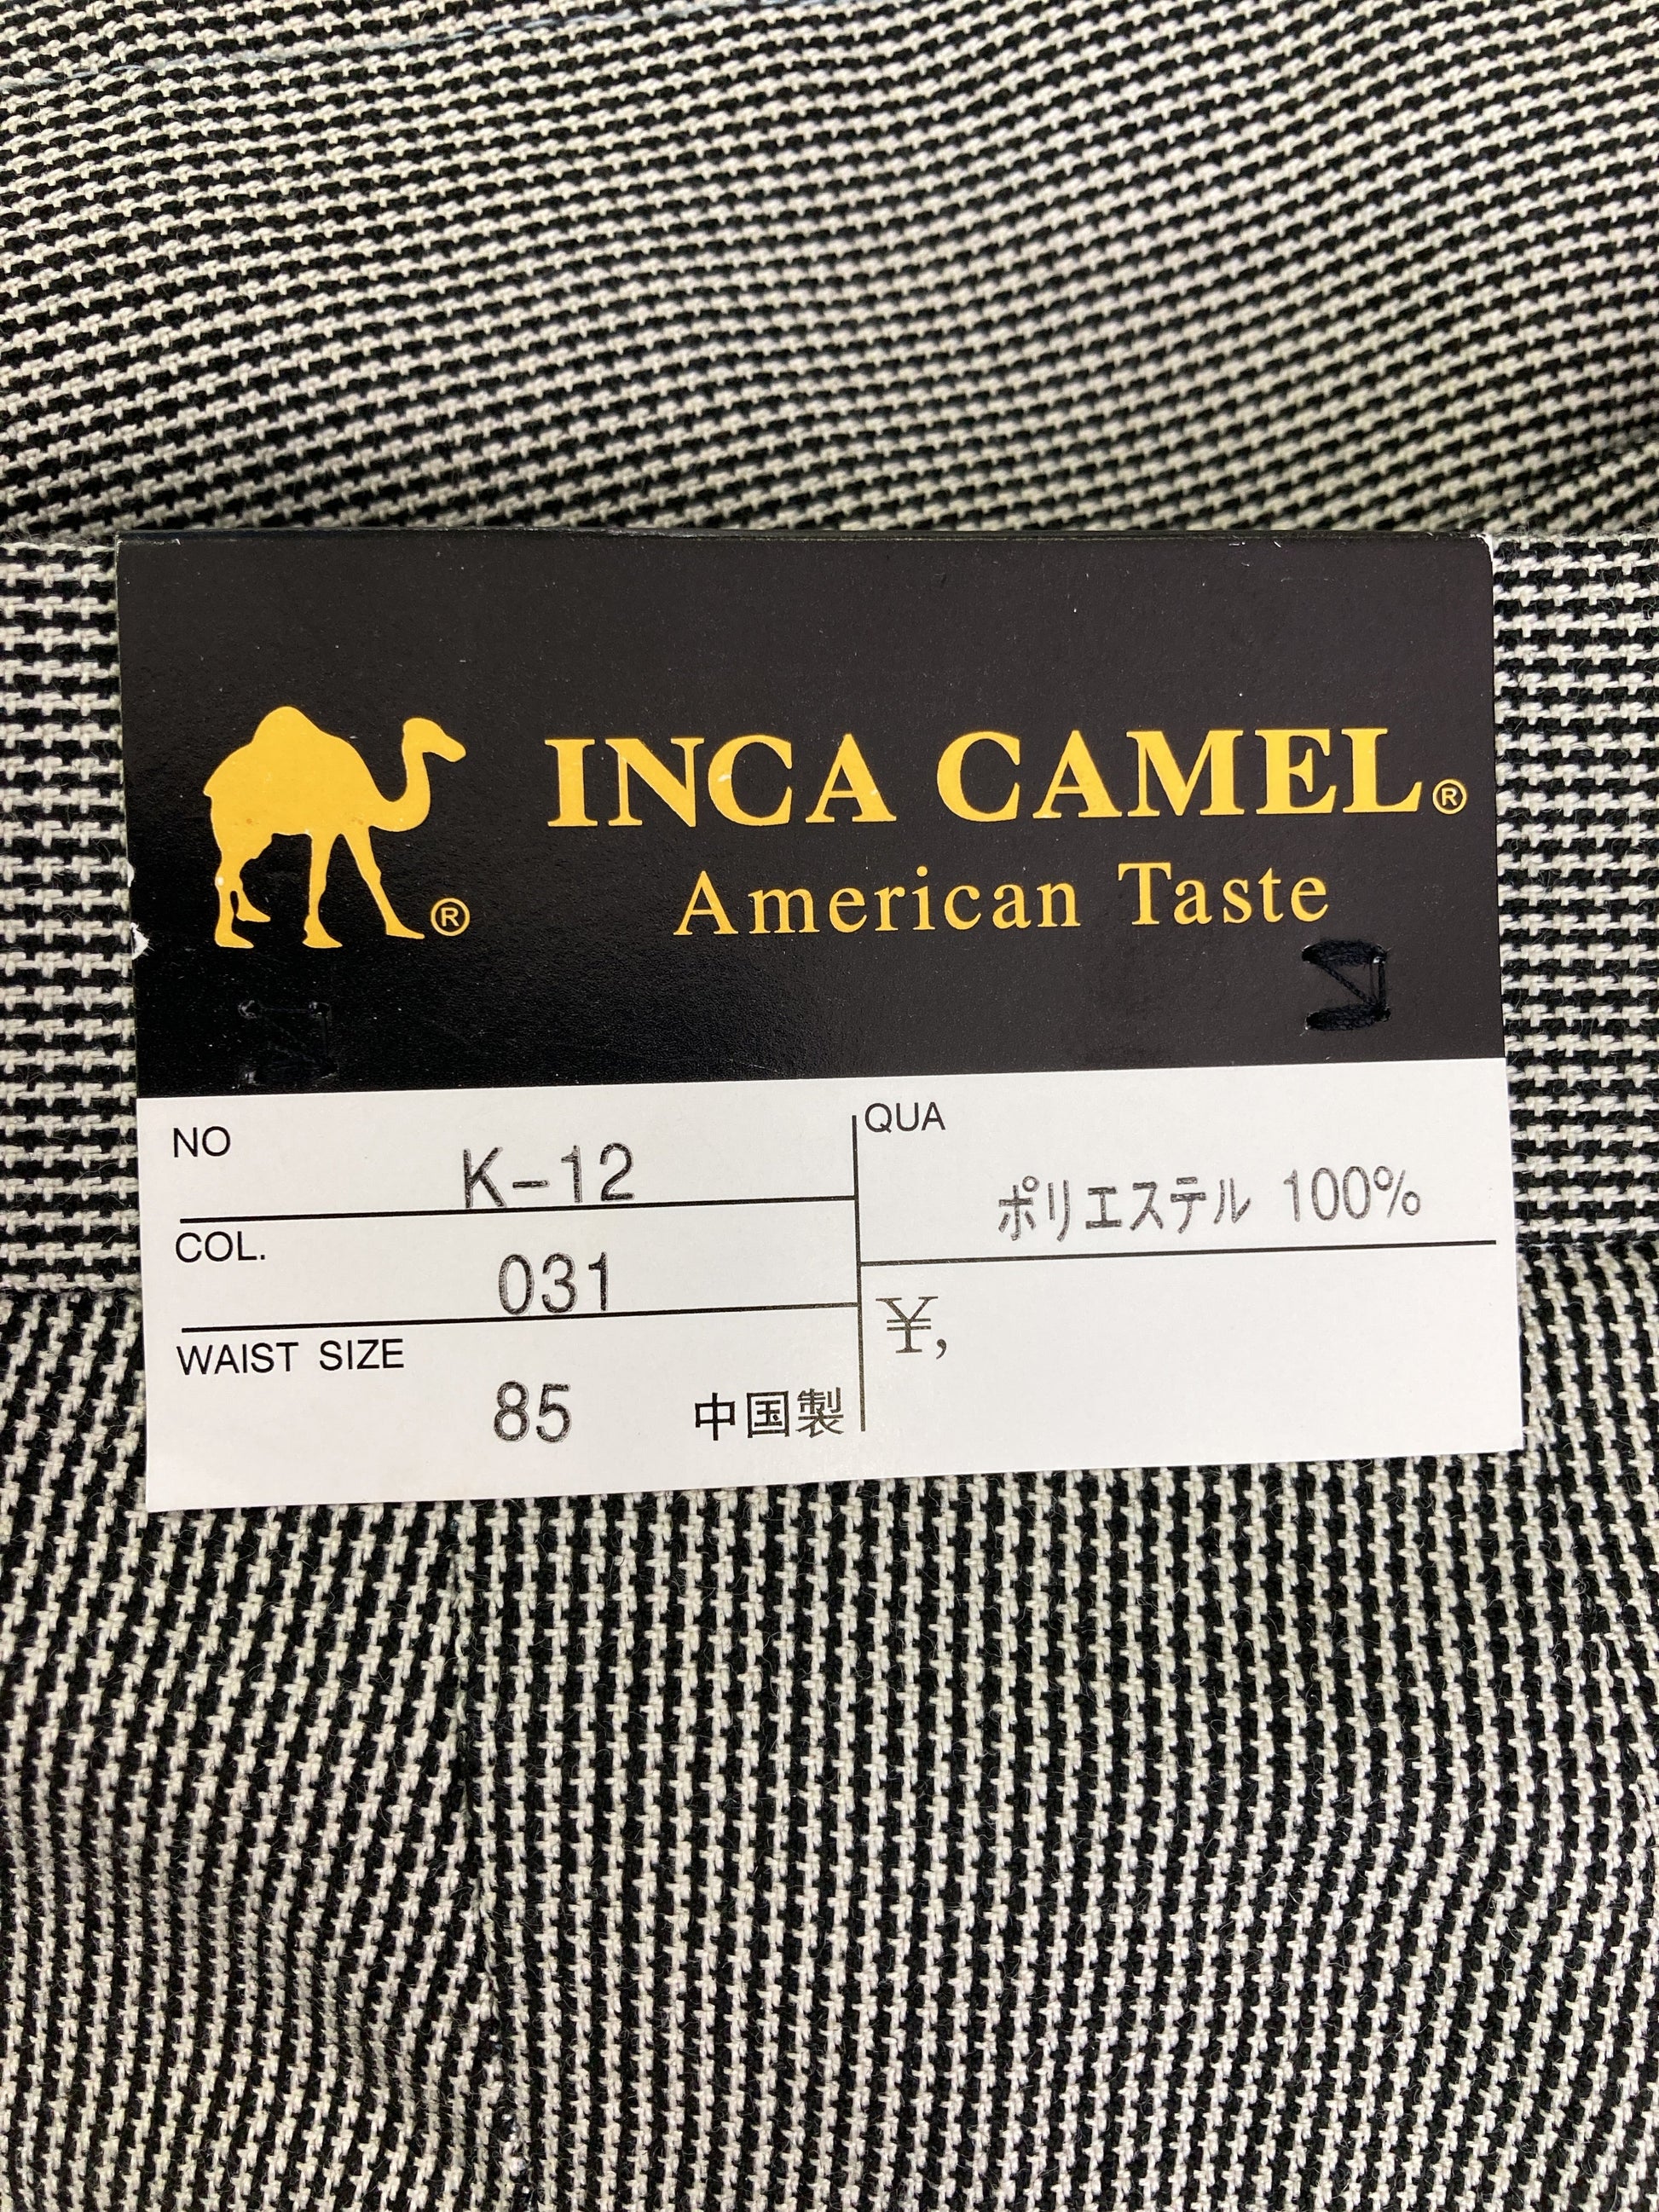 INCA CAMEL®
American Taste
®
NO
K-12
COL.
031
WAIST SIZE
85
中国製
QUA
ポリエステル 100%
¥,